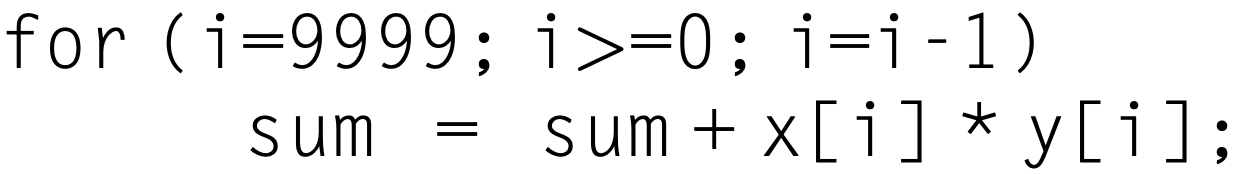 for (i=9999; i>=0; i=i-1)
sum = sum+x[i]*y[i];